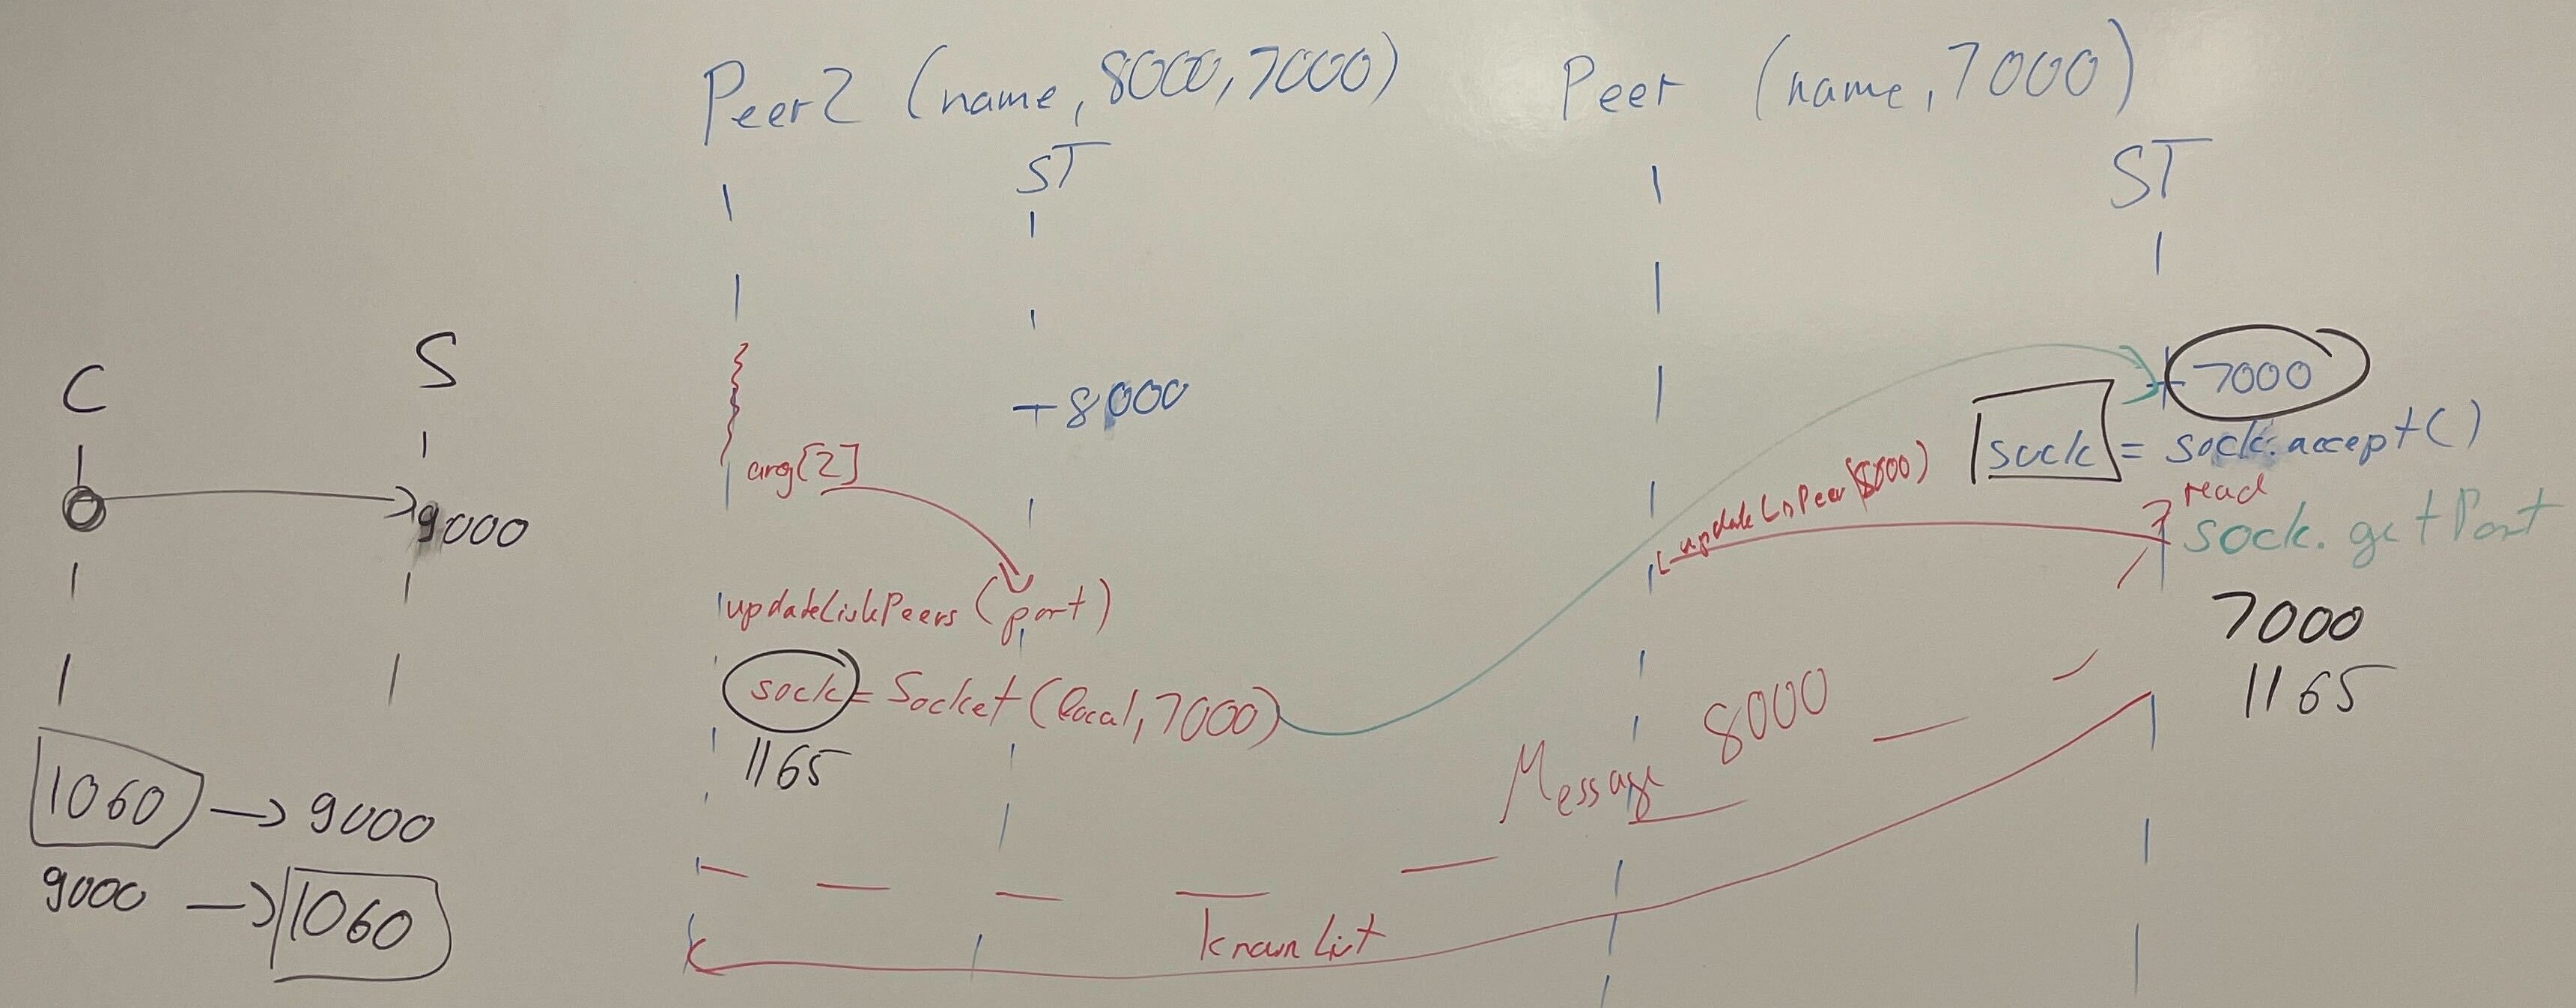 Peer2 (name, 8000, 7000)
Peer (name, 7000)
ST
ST
C
S
9000
1060 → 9000
9000 → 1060
8000
arg[2]
updateListPeers (port)
sock = Socket (local, 7000)
1165
7000
sock = sock.accept()
read
updateLisPeer(8000)
sock.getPort
7000
1165
Message 8000
known List